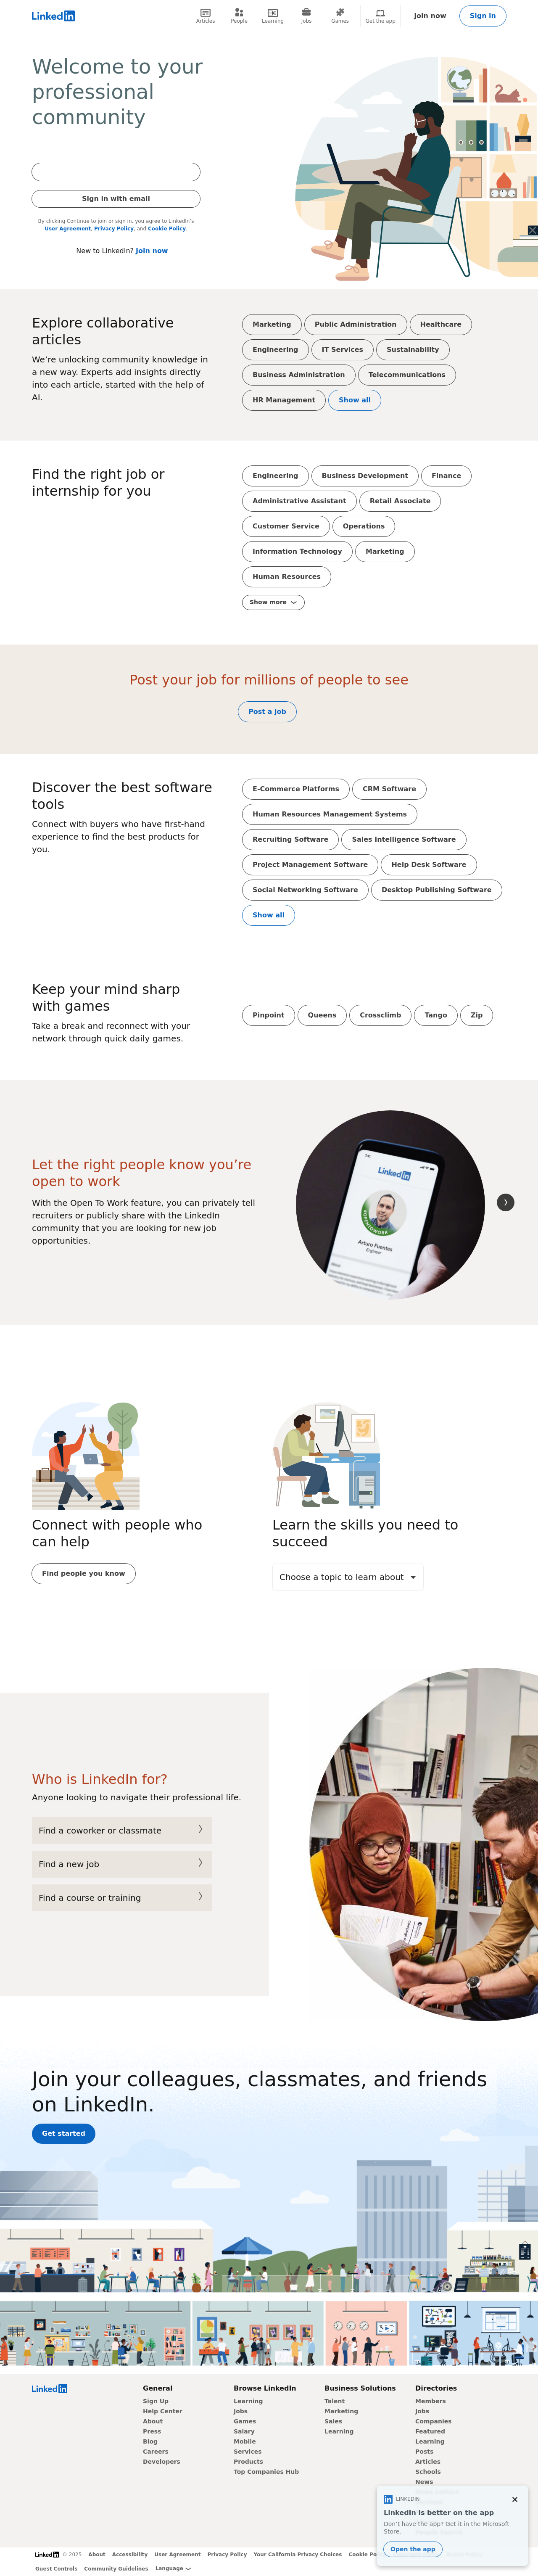 LinkedIn
Articles
People
Learning
Jobs
Games
Get the app
Join now
Sign in
Welcome to your
professional
community
Sign in with email
By clicking Continue to join or sign in, you agree to LinkedIn's
User Agreement, Privacy Policy, and Cookie Policy.
New to LinkedIn? Join now
Explore collaborative
articles
We're unlocking community knowledge in
a new way. Experts add insights directly
into each article, started with the help of
AI.
Marketing
Public Administration
Healthcare
Engineering
IT Services
Sustainability
Business Administration
Telecommunications
HR Management
Show all
Find the right job or
internship for you
Engineering
Business Development
Finance
Administrative Assistant
Retail Associate
Customer Service
Operations
Information Technology
Marketing
Human Resources
Show more
Post your job for millions of people to see
Post a job
Discover the best software
tools
Connect with buyers who have first-hand
experience to find the best products for
you.
E-Commerce Platforms
CRM Software
Human Resources Management Systems
Recruiting Software
Sales Intelligence Software
Project Management Software
Help Desk Software
Social Networking Software
Desktop Publishing Software
Show all
Keep your mind sharp
with games
Take a break and reconnect with your
network through quick daily games.
Pinpoint
Queens
Crossclimb
Tango
Zip
Let the right people know you're
open to work
With the Open To Work feature, you can privately tell
recruiters or publicly share with the LinkedIn
community that you are looking for new job
opportunities.
LinkedIn
#OPENTOWORK
Arturo Fuentes
Engineer
Connect with people who
can help
Find people you know
Learn the skills you need to
succeed
Choose a topic to learn about
Who is LinkedIn for?
Anyone looking to navigate their professional life.
Find a coworker or classmate
Find a new job
Find a course or training
Join your colleagues, classmates, and friends
on LinkedIn.
Get started
LinkedIn
General
Sign Up
Help Center
About
Press
Blog
Careers
Developers
Browse LinkedIn
Learning
Jobs
Games
Salary
Mobile
Services
Products
Top Companies Hub
Business Solutions
Talent
Marketing
Sales
Learning
Directories
Members
Jobs
Companies
Featured
Learning
Posts
Articles
Schools
News
LINKEDIN
LinkedIn is better on the app
Don't have the app? Get it in the Microsoft
Store.
Open the app
LinkedIn © 2025 About Accessibility User Agreement Privacy Policy Your California Privacy Choices Cookie
Guest Controls Community Guidelines Language